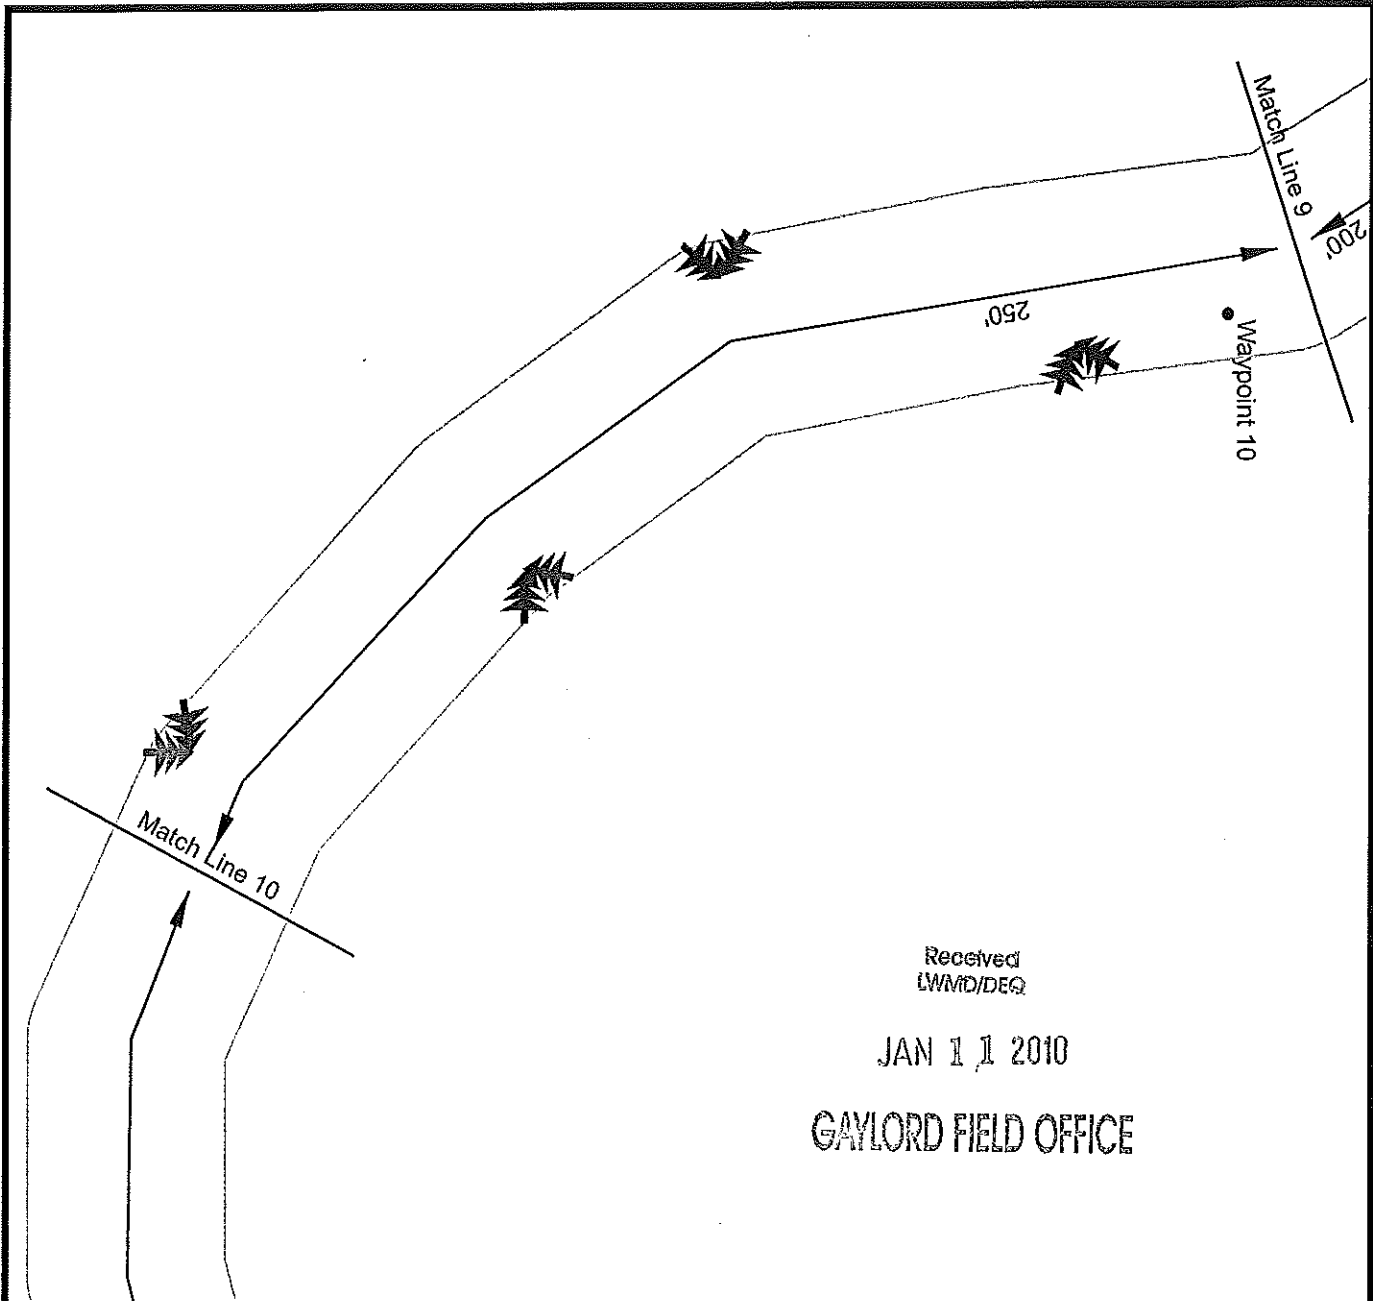 Match Line 9
200'
250'
Waypoint 10
Match Line 10
Received
LWMD/DEQ
JAN 11 2010
GAYLORD FIELD OFFICE